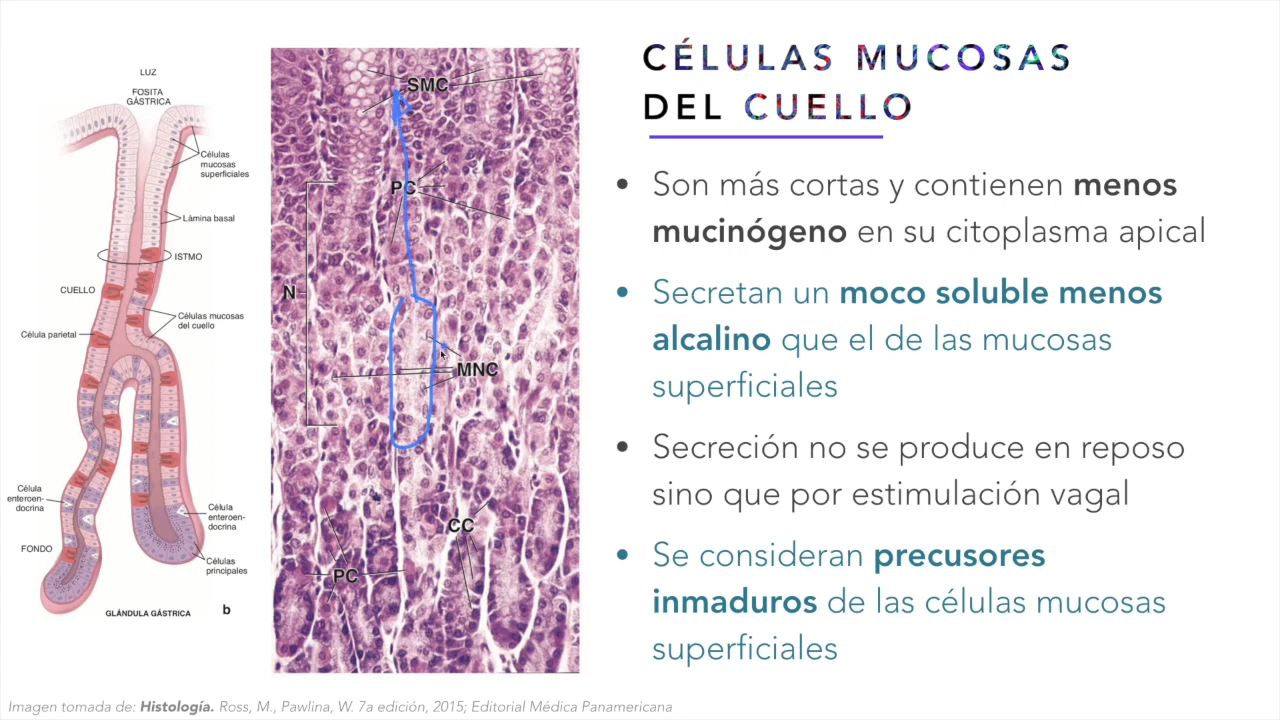 CÉLULAS MUCOSAS
DEL CUELLO
LUZ
FOSITA
GÁSTRICA
Células
mucosas
superficiales
Lámina basal
ISTMO
CUELLO
Células mucosas
del cuello
Célula parietal
Célula
enteroen-
docrina
Célula
enteroen-
docrina
FONDO
Células
principales
GLÁNDULA GÁSTRICA
b
SMC
PC
N
MNC
CC
PC
• Son más cortas y contienen menos
mucinógeno en su citoplasma apical
• Secretan un moco soluble menos
alcalino que el de las mucosas
superficiales
• Secreción no se produce en reposo
sino que por estimulación vagal
• Se consideran precusores
inmaduros de las células mucosas
superficiales
Imagen tomada de: Histología. Ross, M., Pawlina, W. 7a edición, 2015; Editorial Médica Panamericana